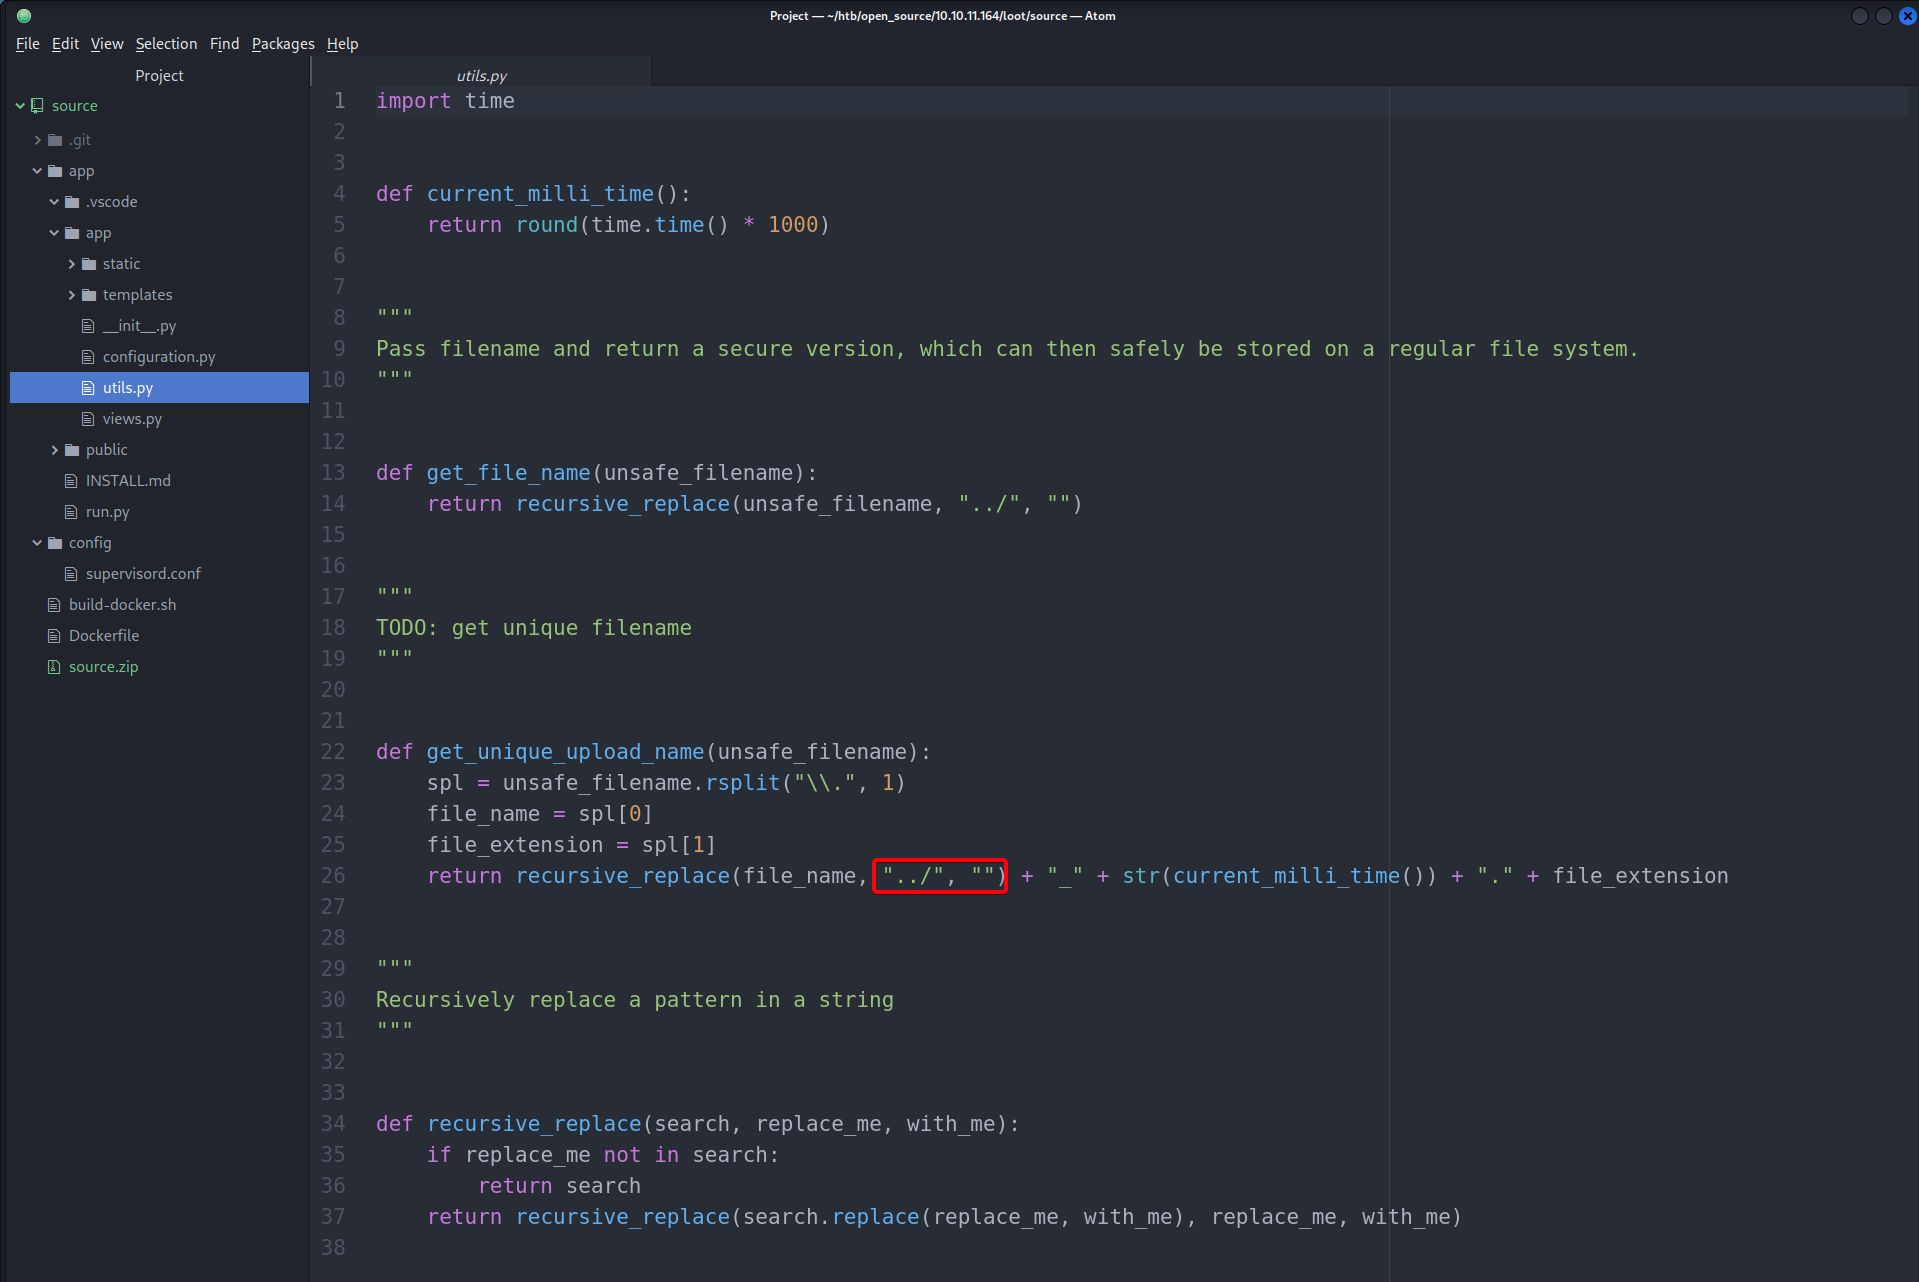 Project — ~/htb/open_source/10.10.11.164/loot/source — Atom
File Edit View Selection Find Packages Help
Project
source
.git
app
.vscode
app
static
templates
__init__.py
configuration.py
utils.py
views.py
public
INSTALL.md
run.py
config
supervisord.conf
build-docker.sh
Dockerfile
source.zip
utils.py
1 import time
2
3
4 def current_milli_time():
5     return round(time.time() * 1000)
6
7
8 """
9 Pass filename and return a secure version, which can then safely be stored on a regular file system.
10 """
11
12
13 def get_file_name(unsafe_filename):
14     return recursive_replace(unsafe_filename, "../", "")
15
16
17 """
18 TODO: get unique filename
19 """
20
21
22 def get_unique_upload_name(unsafe_filename):
23     spl = unsafe_filename.rsplit("\\.", 1)
24     file_name = spl[0]
25     file_extension = spl[1]
26     return recursive_replace(file_name, "../", "") + "_" + str(current_milli_time()) + "." + file_extension
27
28
29 """
30 Recursively replace a pattern in a string
31 """
32
33
34 def recursive_replace(search, replace_me, with_me):
35     if replace_me not in search:
36         return search
37     return recursive_replace(search.replace(replace_me, with_me), replace_me, with_me)
38